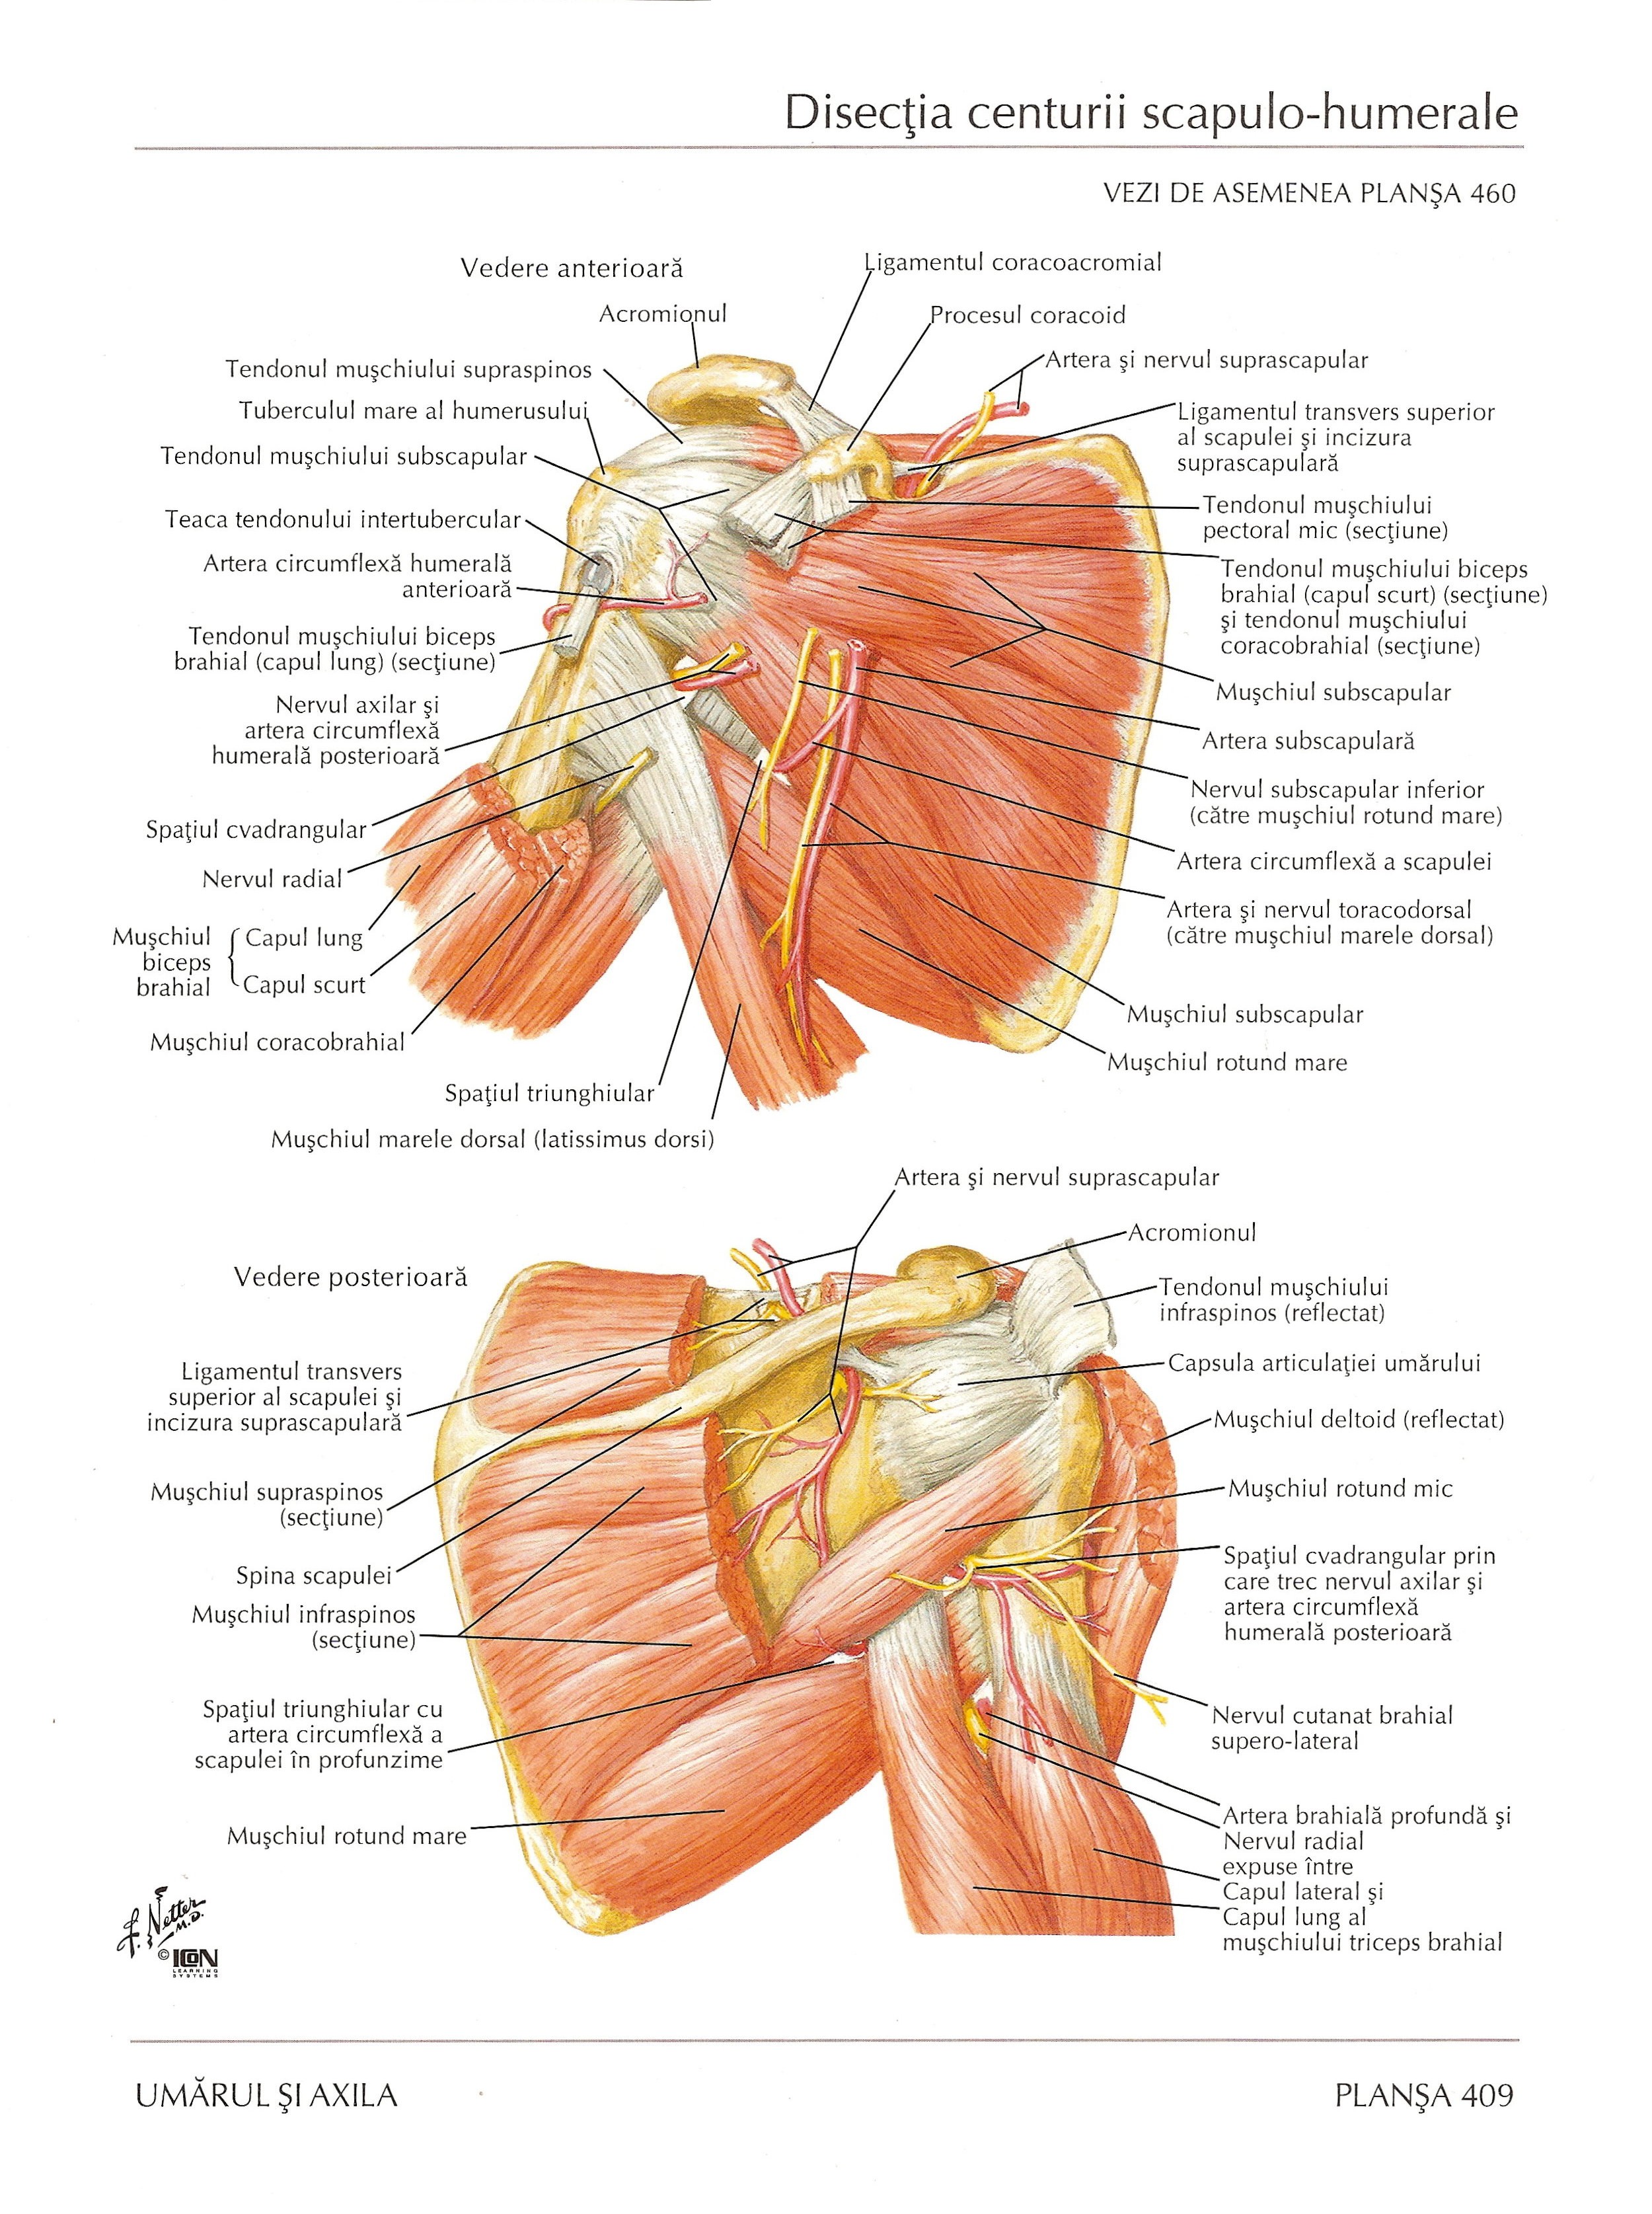 Disecţia centurii scapulo-humerale
VEZI DE ASEMENEA PLANŞA 460
Vedere anterioară
Ligamentul coracoacromial
Acromionul
Procesul coracoid
Artera şi nervul suprascapular
Tendonul muşchiului supraspinos
Tuberculul mare al humerusului
Tendonul muşchiului subscapular
Teaca tendonului intertubercular
Artera circumflexă humerală
anterioară
Tendonul muşchiului biceps
brahial (capul lung) (secţiune)
Nervul axilar şi
artera circumflexă
humerală posterioară
Spaţiul cvadrangular
Nervul radial
Muşchiul
biceps
brahial
Capul lung
Capul scurt
Muşchiul coracobrahial
Spaţiul triunghiular
Muşchiul marele dorsal (latissimus dorsi)
Ligamentul transvers superior
al scapulei şi incizura
suprascapulară
Tendonul muşchiului
pectoral mic (secţiune)
Tendonul muşchiului biceps
brahial (capul scurt) (secţiune)
şi tendonul muşchiului
coracobrahial (secţiune)
Muşchiul subscapular
Artera subscapulară
Nervul subscapular inferior
(către muşchiul rotund mare)
Artera circumflexă a scapulei
Artera şi nervul toracodorsal
(către muşchiul marele dorsal)
Muşchiul subscapular
Muşchiul rotund mare
Artera şi nervul suprascapular
Vedere posterioară
Acromionul
Tendonul muşchiului
infraspinos (reflectat)
Capsula articulaţiei umărului
Muşchiul deltoid (reflectat)
Muşchiul rotund mic
Spaţiul cvadrangular prin
care trec nervul axilar şi
artera circumflexă
humerală posterioară
Nervul cutanat brahial
supero-lateral
Artera brahială profundă şi
Nervul radial
expuse între
Capul lateral şi
Capul lung al
muşchiului triceps brahial
Ligamentul transvers
superior al scapulei şi
incizura suprascapulară
Muşchiul supraspinos
(secţiune)
Spina scapulei
Muşchiul infraspinos
(secţiune)
Spaţiul triunghiular cu
artera circumflexă a
scapulei în profunzime
Muşchiul rotund mare
F. Netter
M.D.
© ICON
LEARNING
SYSTEMS
UMĂRUL ŞI AXILA
PLANŞA 409